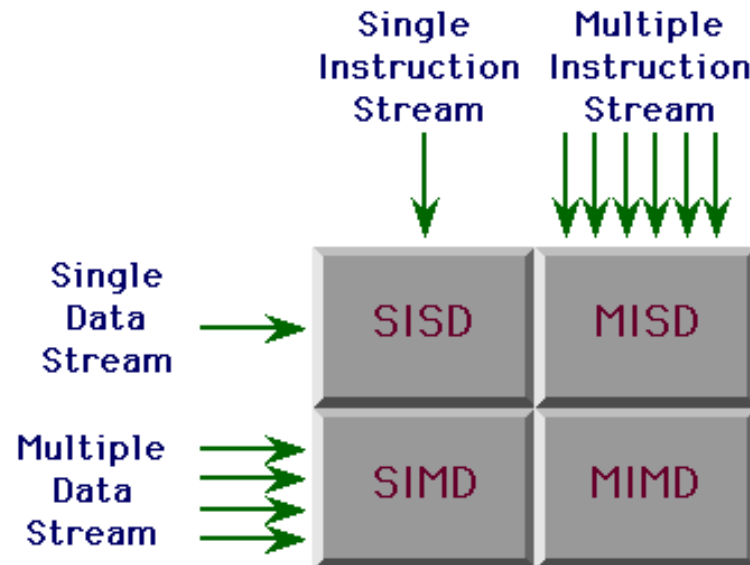 Single
Instruction
Stream
Multiple
Instruction
Stream
Single
Data
Stream
SISD
MISD
Multiple
Data
Stream
SIMD
MIMD